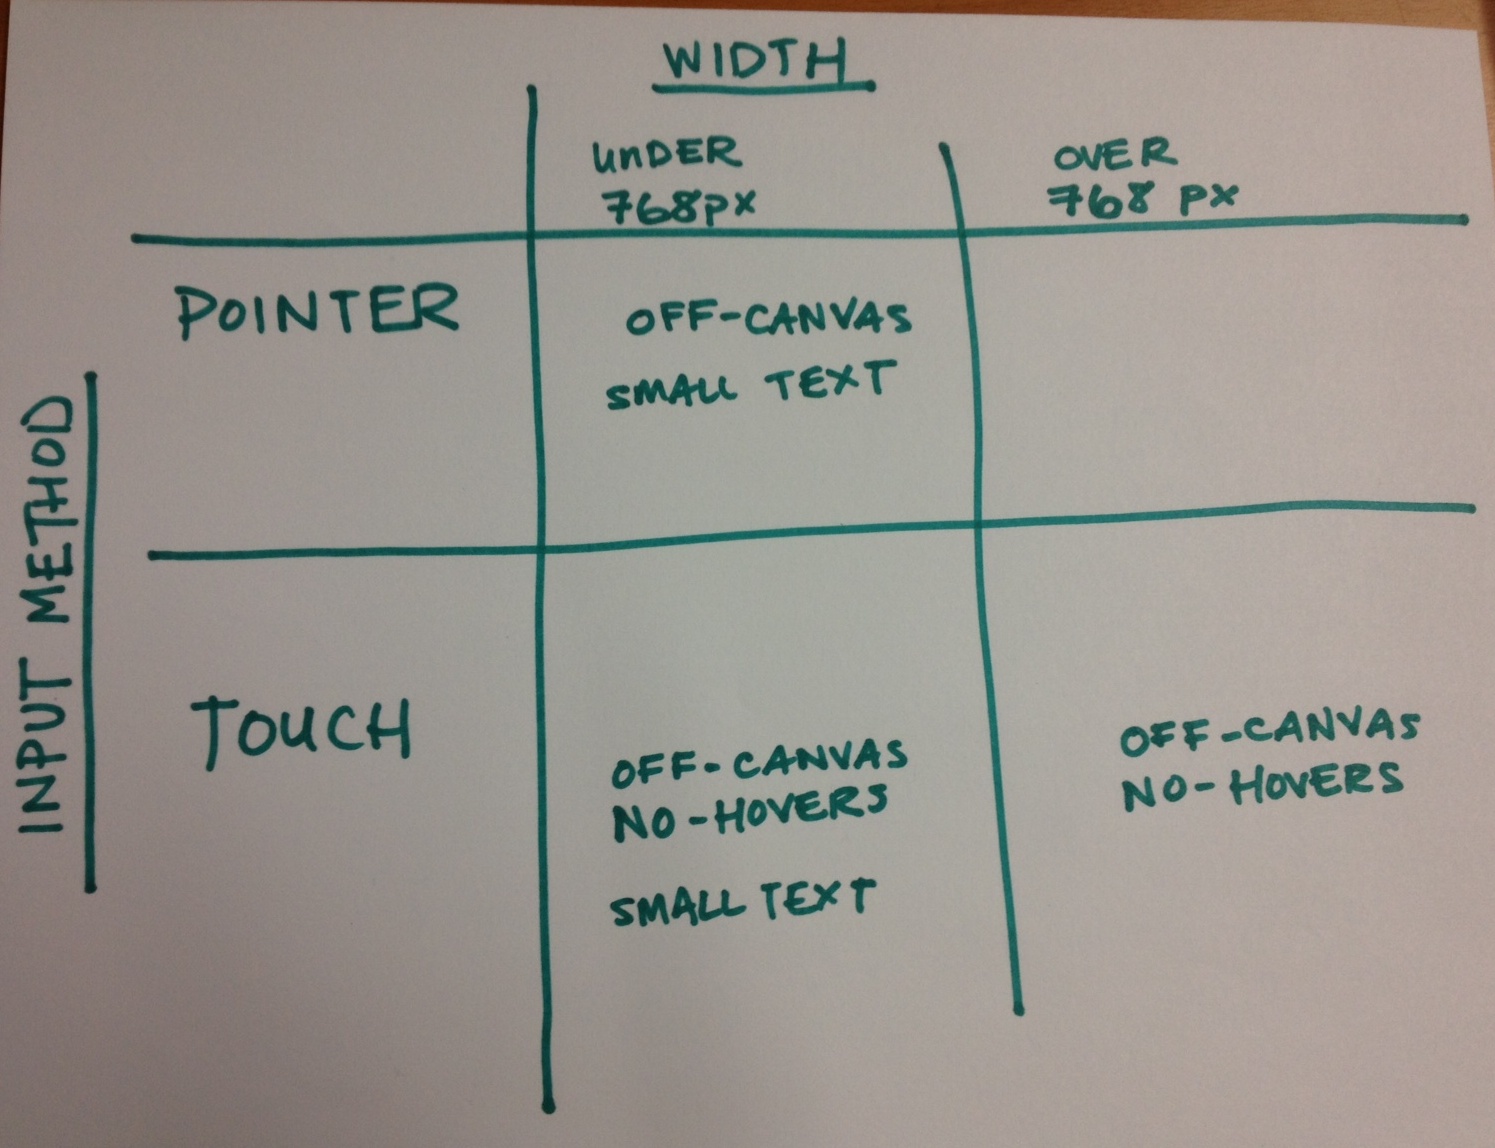 WIDTH
UNDER
768PX
OVER
768 PX
POINTER
OFF-CANVAS
SMALL TEXT
INPUT METHOD
TOUCH
OFF-CANVAS
NO-HOVERS
SMALL TEXT
OFF-CANVAS
NO-HOVERS